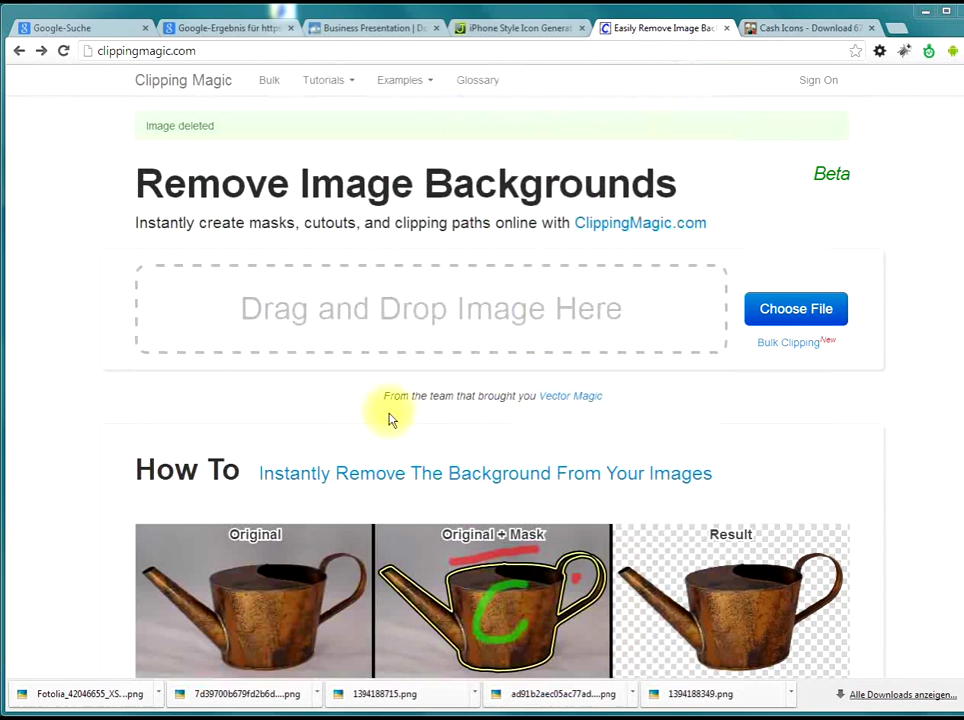 Google-Suche
Google-Ergebnis für https
Business Presentation | Do
iPhone Style Icon Generat
Easily Remove Image Bac
Cash Icons - Download 67
clippingmagic.com
Clipping Magic Bulk Tutorials Examples Glossary Sign On
Image deleted
Remove Image Backgrounds Beta
Instantly create masks, cutouts, and clipping paths online with ClippingMagic.com
Drag and Drop Image Here
Choose File
Bulk Clipping New
From the team that brought you Vector Magic
How To Instantly Remove The Background From Your Images
Original
Original + Mask
Result
Fotolia_42046655_XS....png
7d39700b679fd2b6d....png
1394188715.png
ad91b2aec05ac77ad....png
1394188349.png
Alle Downloads anzeigen...